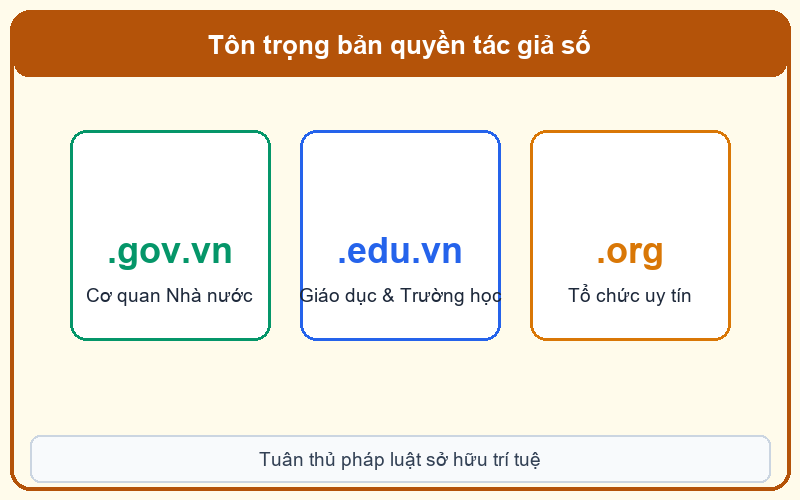 Tôn trọng bản quyền tác giả số
.gov.vn
Cơ quan Nhà nước
.edu.vn
Giáo dục & Trường học
.org
Tổ chức uy tín
Tuân thủ pháp luật sở hữu trí tuệ